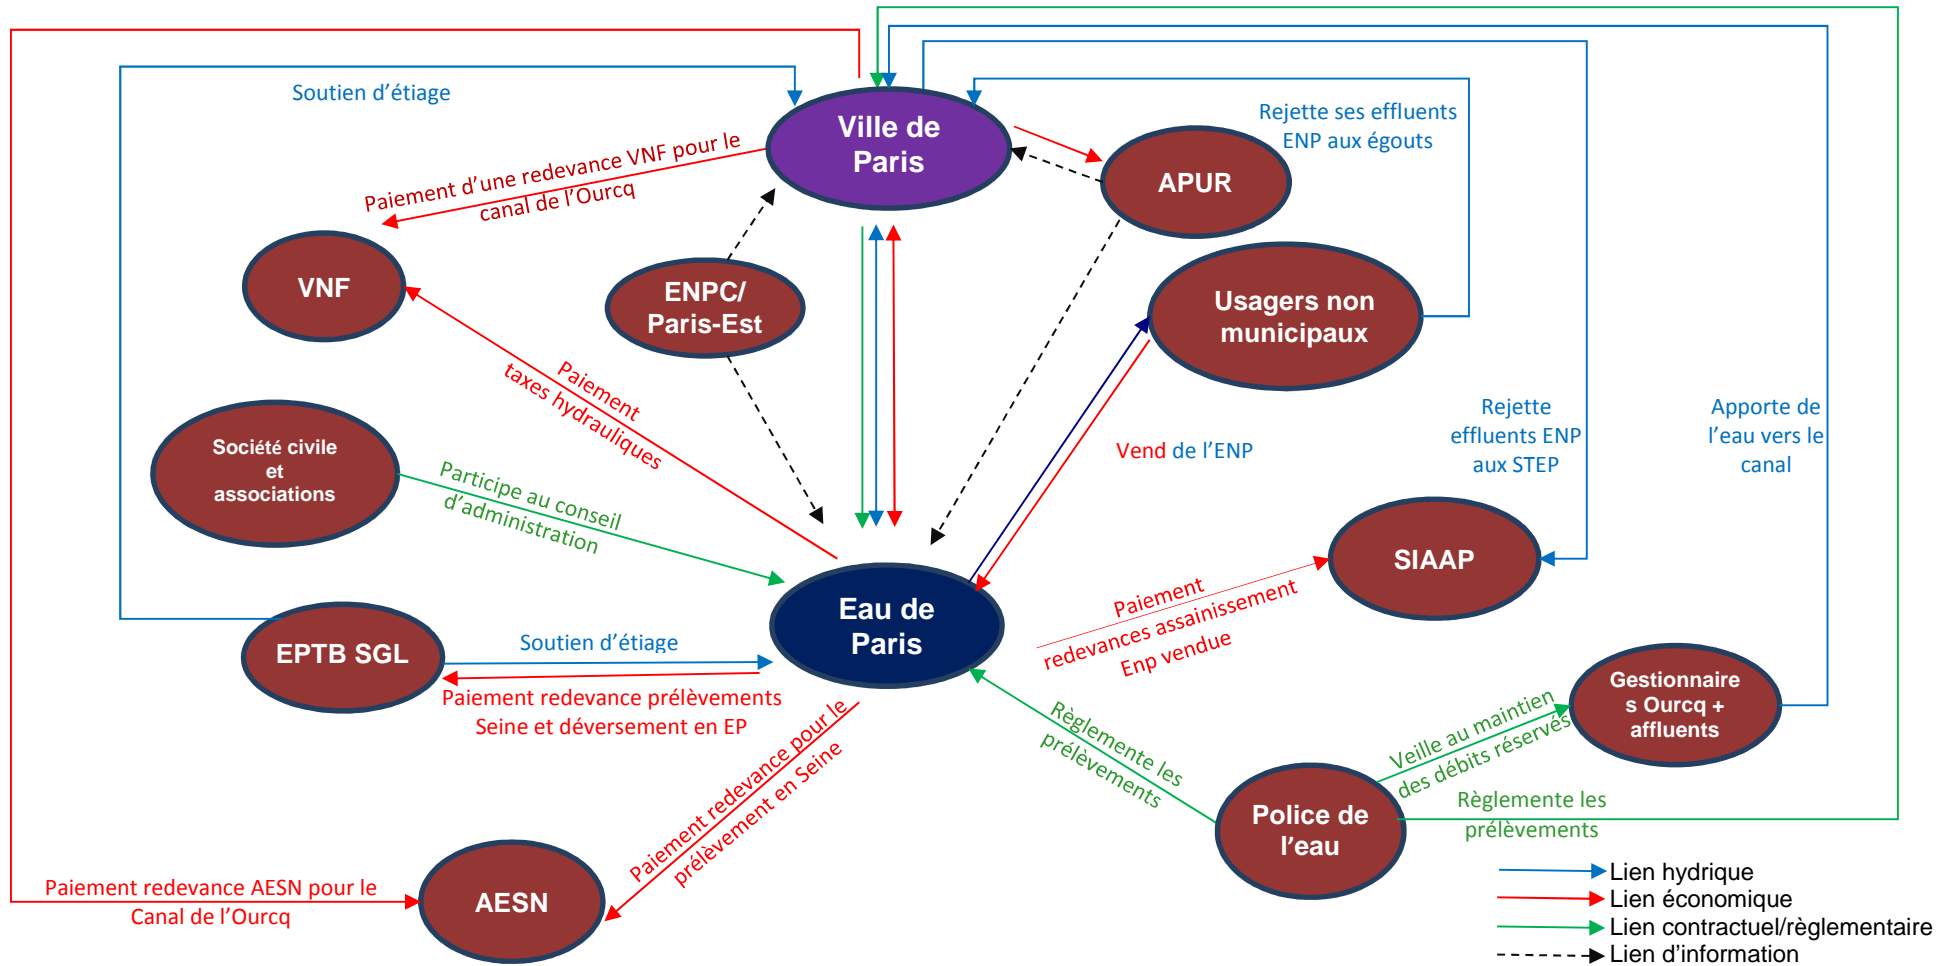 Soutien d'étiage
Ville de
Paris
Rejette ses effluents
ENP aux égouts
APUR
Paiement d'une redevance VNF pour le
canal de l'Ourcq
VNF
ENPC/
Paris-Est
Usagers non
municipaux
Paiement
taxes hydrauliques
Société civile
et
associations
Participe au conseil
d'administration
Vend de l'ENP
Rejette
effluents ENP
aux STEP
Apporte de
l'eau vers le
canal
SIAAP
Eau de
Paris
Paiement
redevances assainissement
Enp vendue
EPTB SGL
Soutien d'étiage
Paiement redevance prélèvements
Seine et déversement en EP
Gestionnaire
s Ourcq +
affluents
Règlemente les
prélèvements
Veille au maintien
des débits réservés
Paiement redevance pour le
prélèvement en Seine
Police de
l'eau
Règlemente les
prélèvements
Paiement redevance AESN pour le
Canal de l'Ourcq
AESN
Lien hydrique
Lien économique
Lien contractuel/règlementaire
Lien d'information